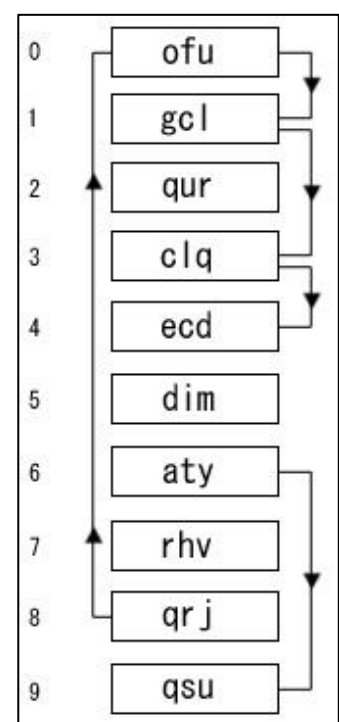 0 ofu
1 gcl
2 qur
3 clq
4 ecd
5 dim
6 aty
7 rhv
8 qrj
9 qsu